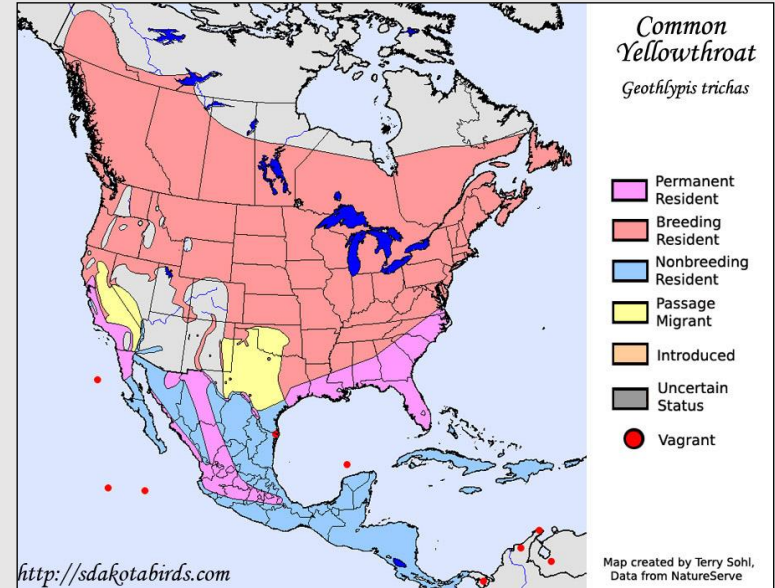 Common
Yellowthroat
Geothlypis trichas
Permanent
Resident
Breeding
Resident
Nonbreeding
Resident
Passage
Migrant
Introduced
Uncertain
Status
Vagrant
http://sdakotabirds.com
Map created by Terry Sohl,
Data from NatureServe